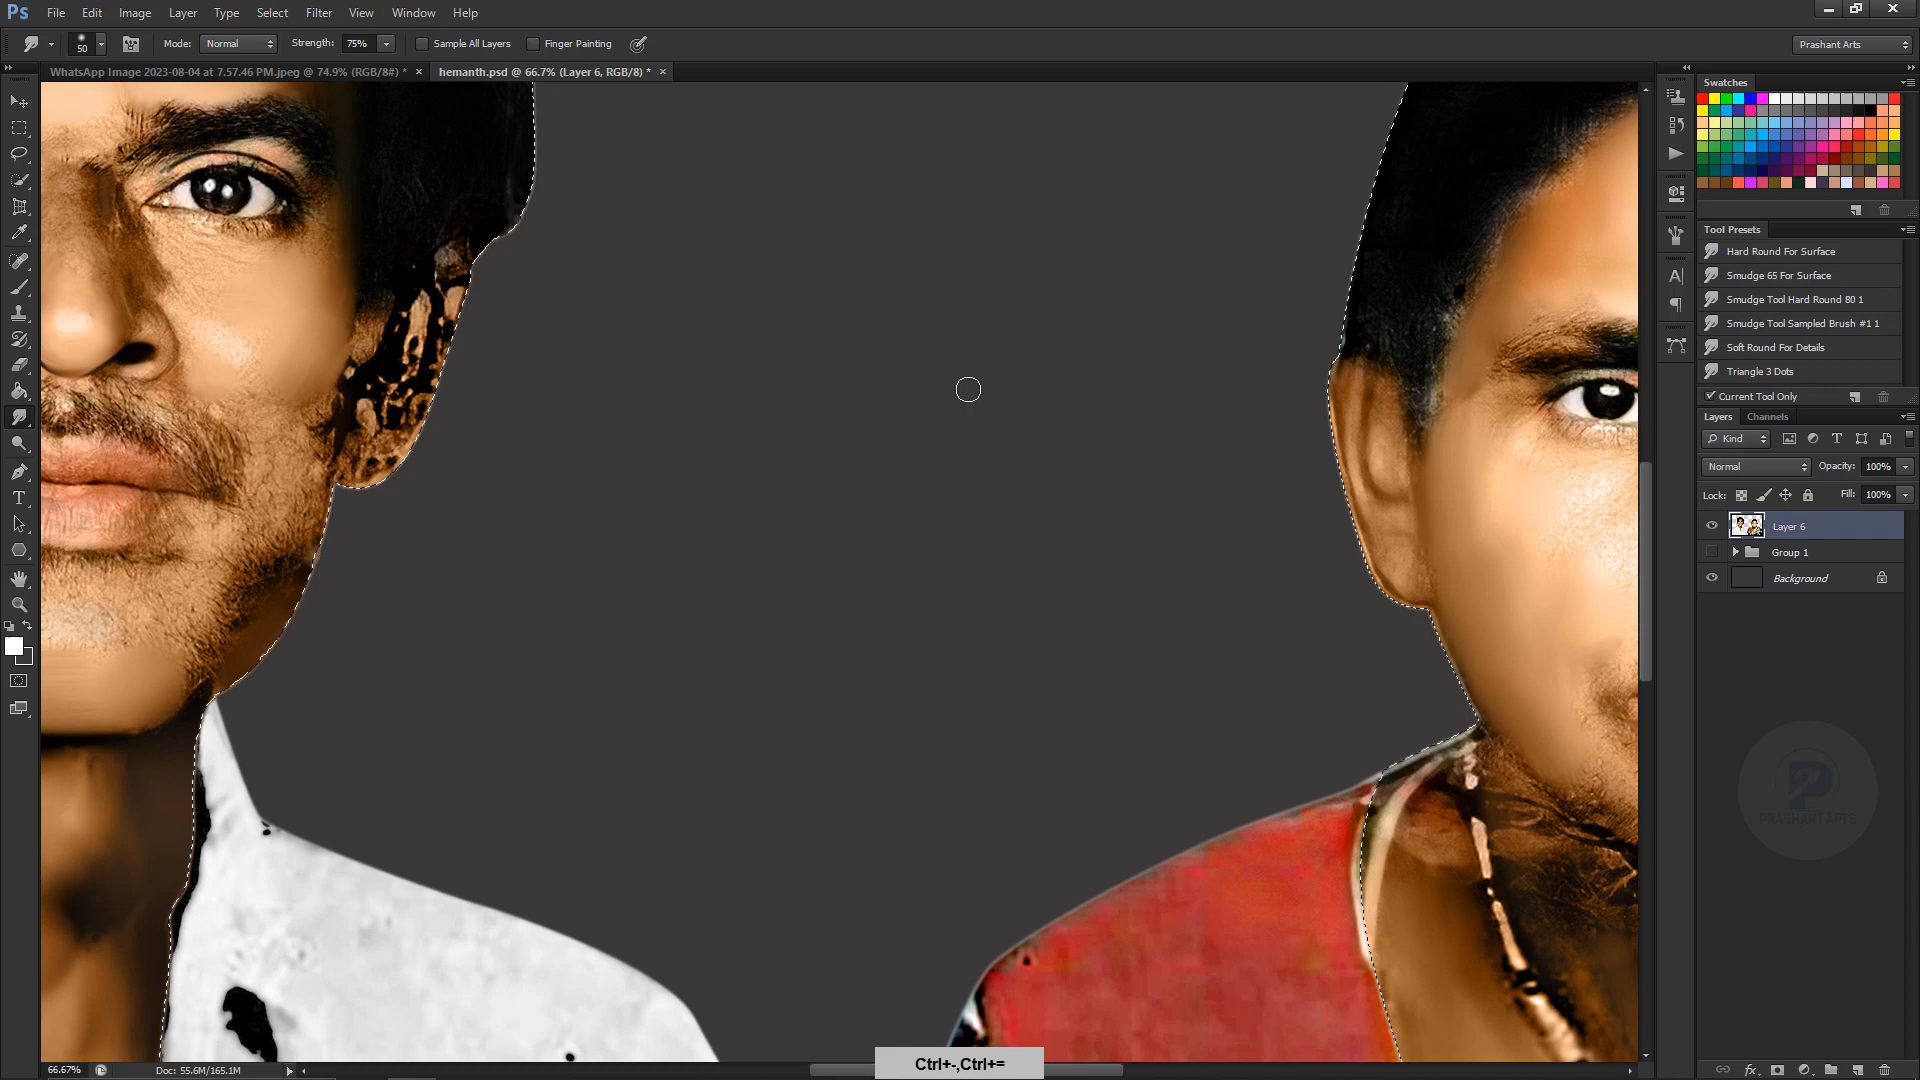 Ps File Edit Image Layer Type Select Filter View Window Help
50 Mode: Normal Strength: 75% Sample All Layers Finger Painting Prashant Arts
WhatsApp Image 2023-08-04 at 7.57.46 PM.jpeg @ 74.9% (RGB/8#) * × hemanth.psd @ 66.7% (Layer 6, RGB/8) * ×
Swatches
Tool Presets
Hard Round For Surface
Smudge 65 For Surface
Smudge Tool Hard Round 80 1
Smudge Tool Sampled Brush #1 1
Soft Round For Details
Triangle 3 Dots
Current Tool Only
Layers Channels
Kind
Normal Opacity: 100%
Lock: Fill: 100%
Layer 6
Group 1
Background
PRASHANT ARTS
Ctrl+-,Ctrl+=
66.67% Doc: 55.6M/165.1M